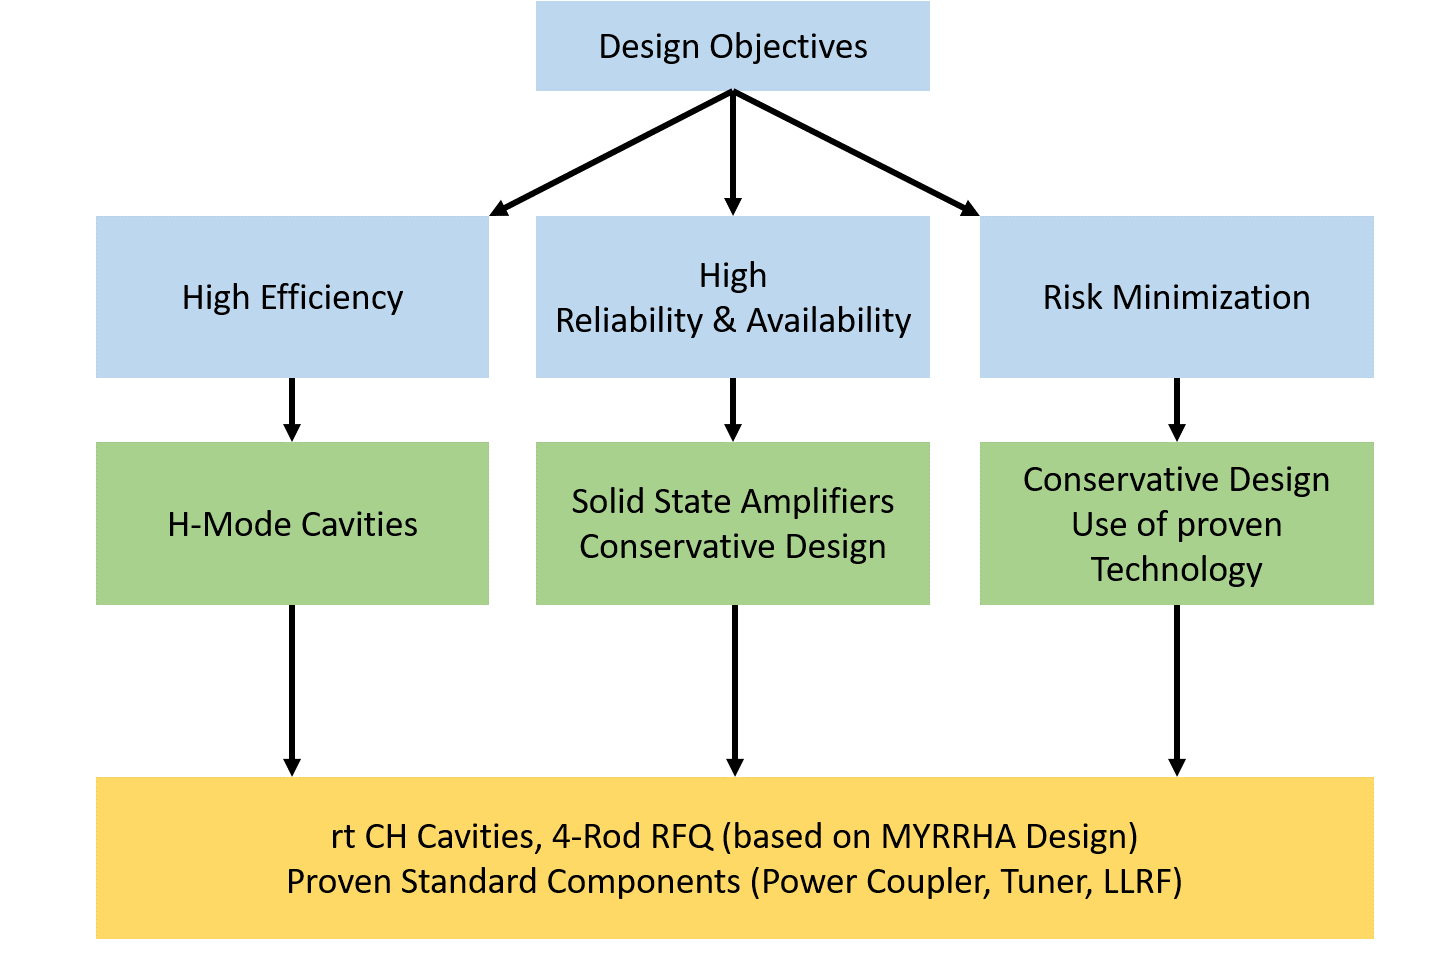 Design Objectives
High Efficiency
High
Reliability & Availability
Risk Minimization
H-Mode Cavities
Solid State Amplifiers
Conservative Design
Conservative Design
Use of proven
Technology
rt CH Cavities, 4-Rod RFQ (based on MYRRHA Design)
Proven Standard Components (Power Coupler, Tuner, LLRF)